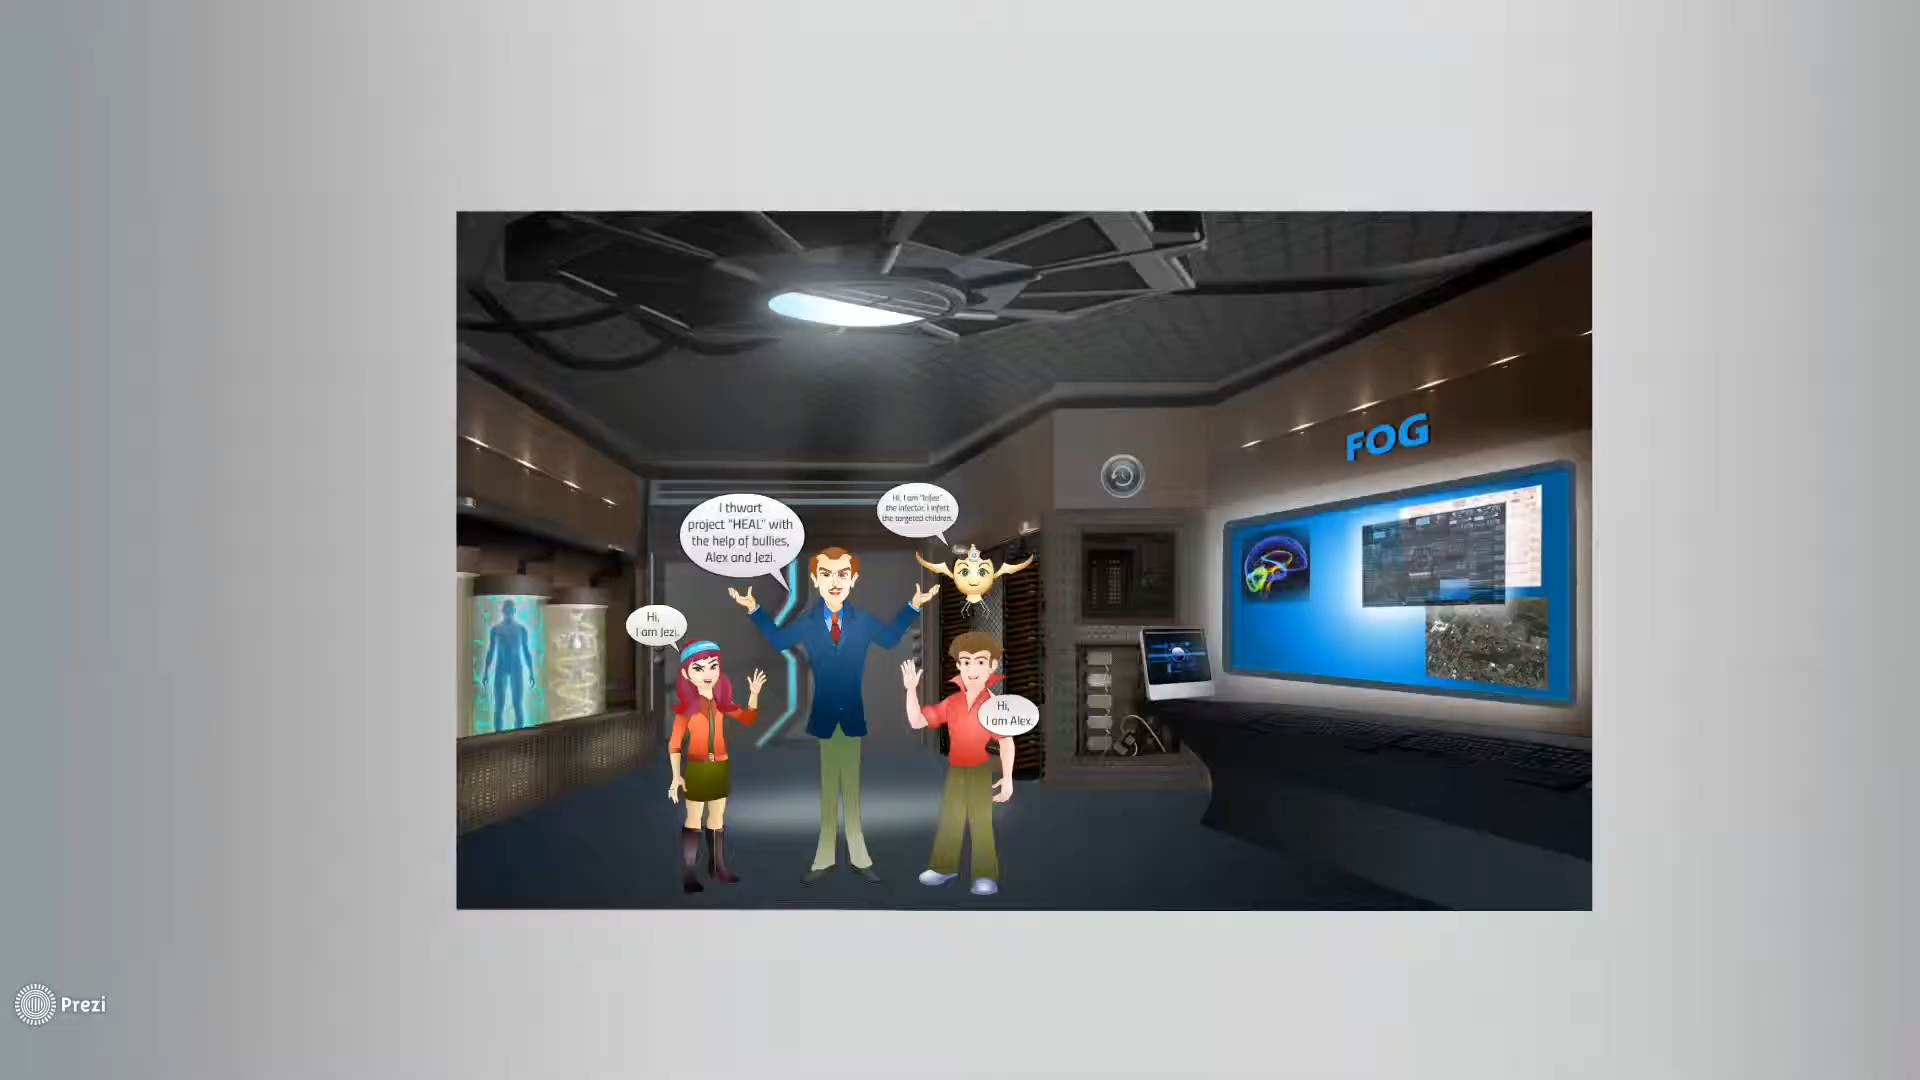 FOG
I thwart
project "HEAL" with
the help of bullies,
Alex and Jezi.
Hi, I am "Infee"
the infector. I infect
the targeted children.
Hi,
I am Jezi.
Hi,
I am Alex.
Prezi